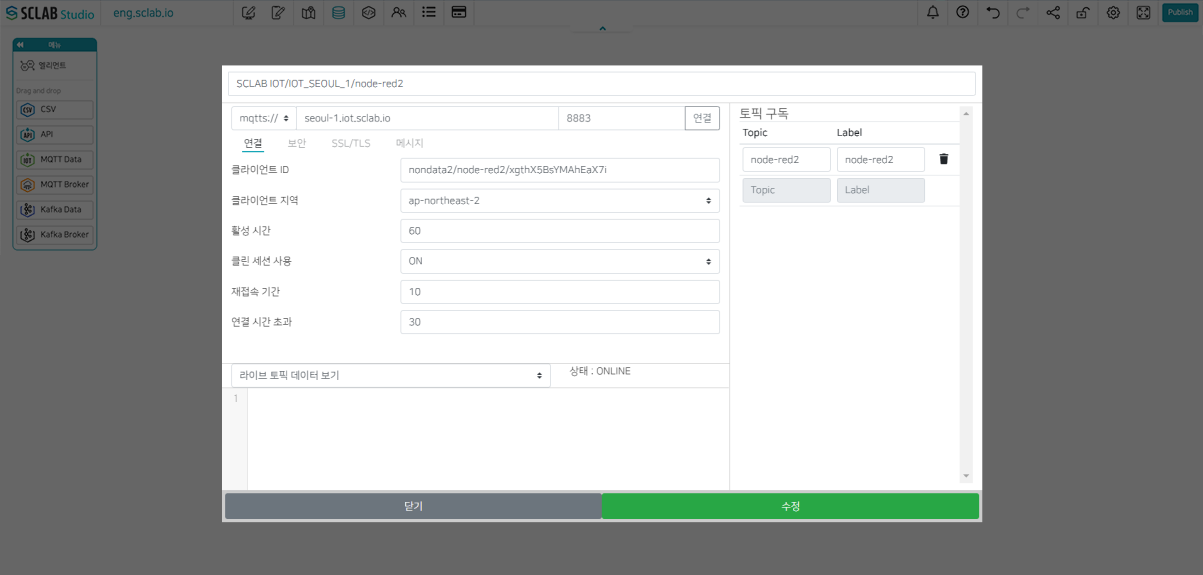 SCLAB Studio
eng.sclab.io
Publish
메뉴
엘리먼트
Drag and drop
CSV
API
MQTT Data
MQTT Broker
Kafka Data
Kafka Broker
SCLAB IOT/IOT_SEOUL_1/node-red2
mqtts:// seoul-1.iot.sclab.io 8883 연결
연결 보안 SSL/TLS 메시지
클라이언트 ID nondata2/node-red2/xgthX5BsYMAhEaX7i
클라이언트 지역 ap-northeast-2
활성 시간 60
클린 세션 사용 ON
재접속 기간 10
연결 시간 초과 30
라이브 토픽 데이터 보기 상태 : ONLINE
1
토픽 구독
Topic Label
node-red2 node-red2
Topic Label
닫기 수정